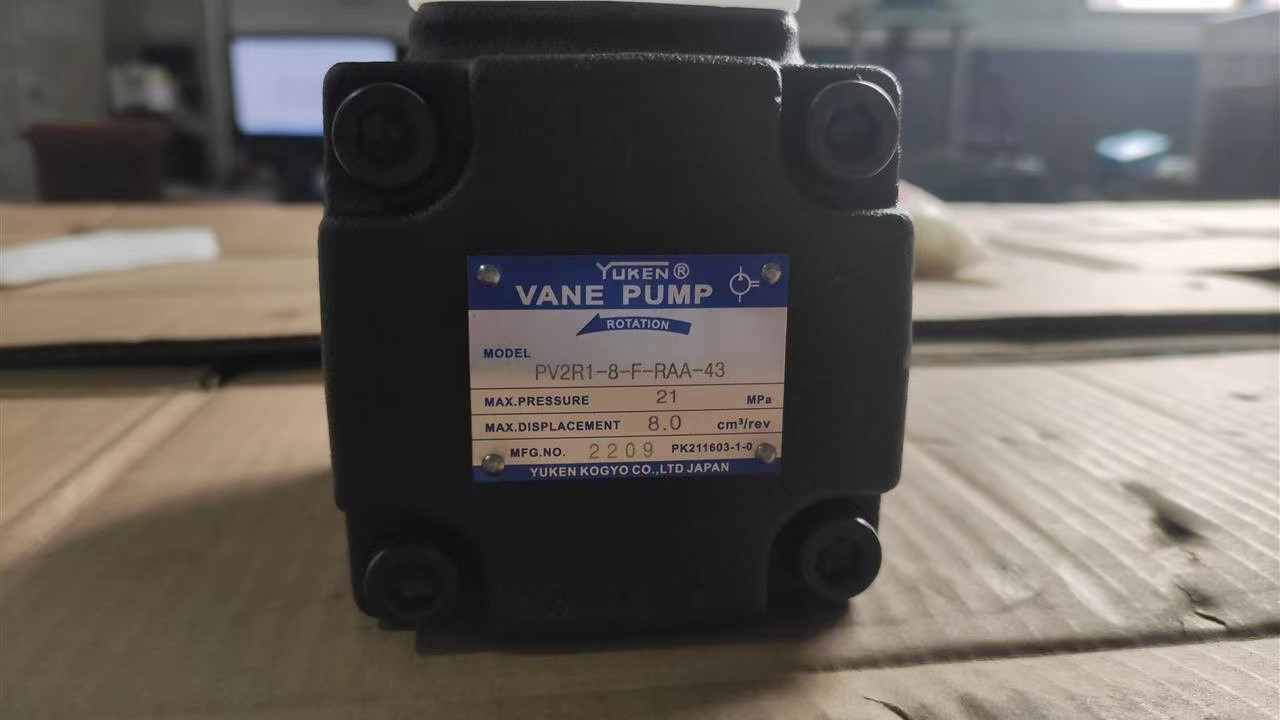 YUKEN®
VANE PUMP
ROTATION
MODEL
PV2R1-8-F-RAA-43
MAX.PRESSURE 21 MPa
MAX.DISPLACEMENT 8.0 cm³/rev
MFG.NO. 2209 PK211603-1-0
YUKEN KOGYO CO.,LTD JAPAN